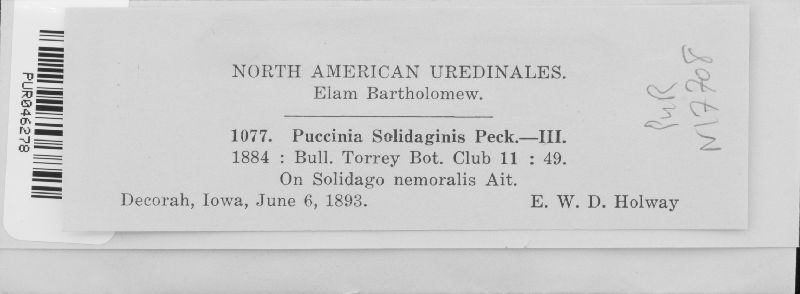 NORTH AMERICAN UREDINALES.
Elam Bartholomew.
1077. Puccinia Solidaginis Peck.—III.
1884 : Bull. Torrey Bot. Club 11 : 49.
On Solidago nemoralis Ait.
Decorah, Iowa, June 6, 1893. E. W. D. Holway
PUR046278
PUR
N17708